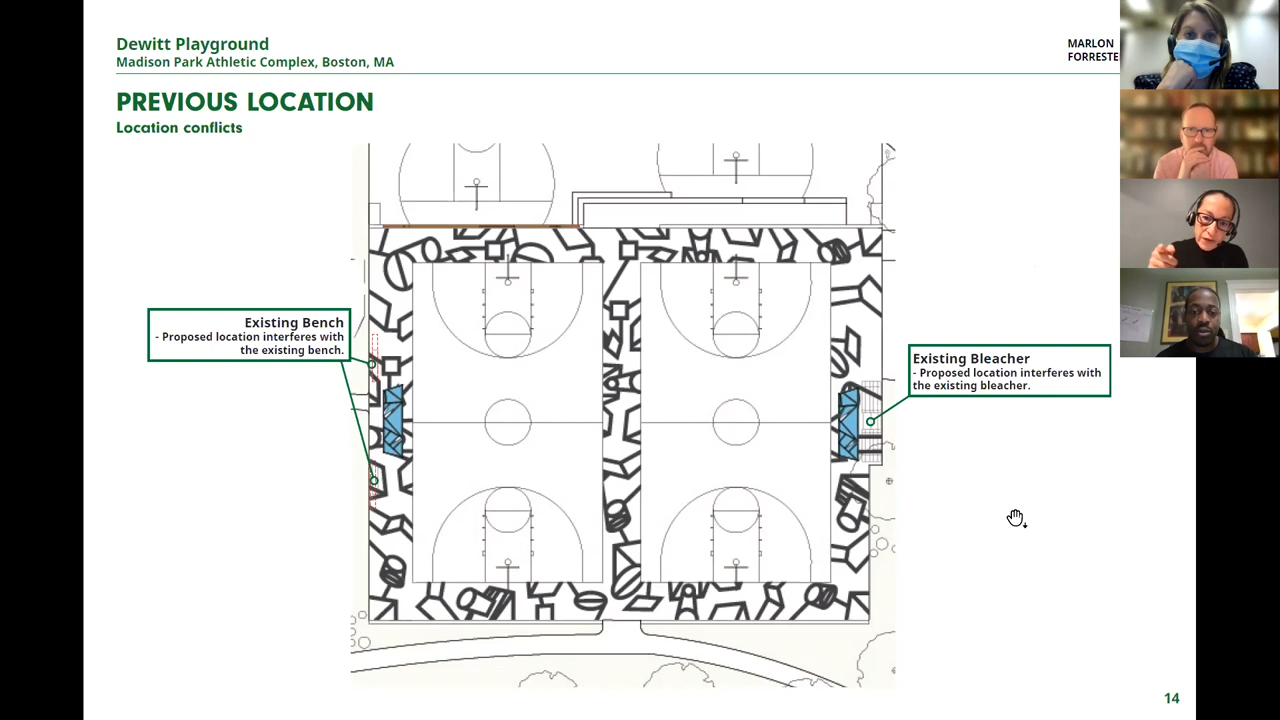 Dewitt Playground
Madison Park Athletic Complex, Boston, MA
MARLON
FORRESTE
PREVIOUS LOCATION
Location conflicts
Existing Bench
- Proposed location interferes with
the existing bench.
Existing Bleacher
- Proposed location interferes with
the existing bleacher.
14